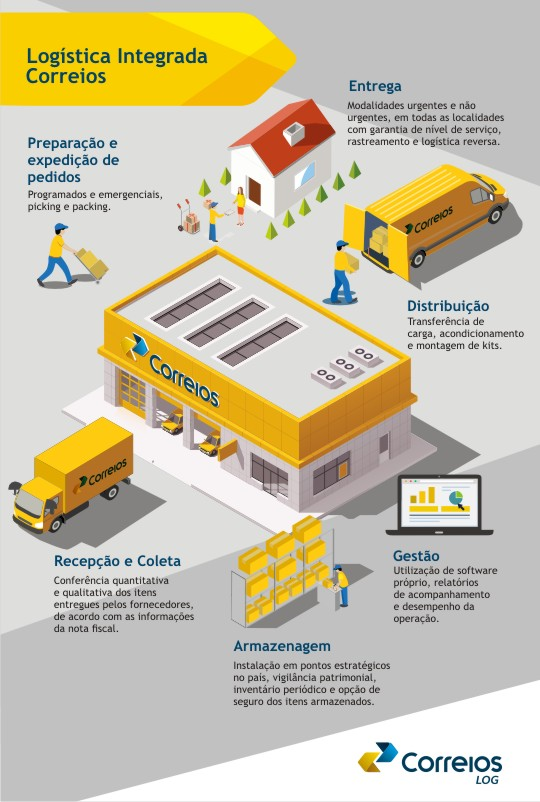 Logística Integrada
Correios
Entrega
Modalidades urgentes e não
urgentes, em todas as localidades
com garantia de nível de serviço,
rastreamento e logística reversa.
Preparação e
expedição de
pedidos
Programados e emergenciais,
picking e packing.
Correios
Distribuição
Transferência de
carga, acondicionamento
e montagem de kits.
Correios
Correios
Recepção e Coleta
Conferência quantitativa
e qualitativa dos itens
entregues pelos fornecedores,
de acordo com as informações
da nota fiscal.
Gestão
Utilização de software
próprio, relatórios
de acompanhamento
e desempenho da
operação.
Armazenagem
Instalação em pontos estratégicos
no país, vigilância patrimonial,
inventário periódico e opção de
seguro dos itens armazenados.
Correios
LOG